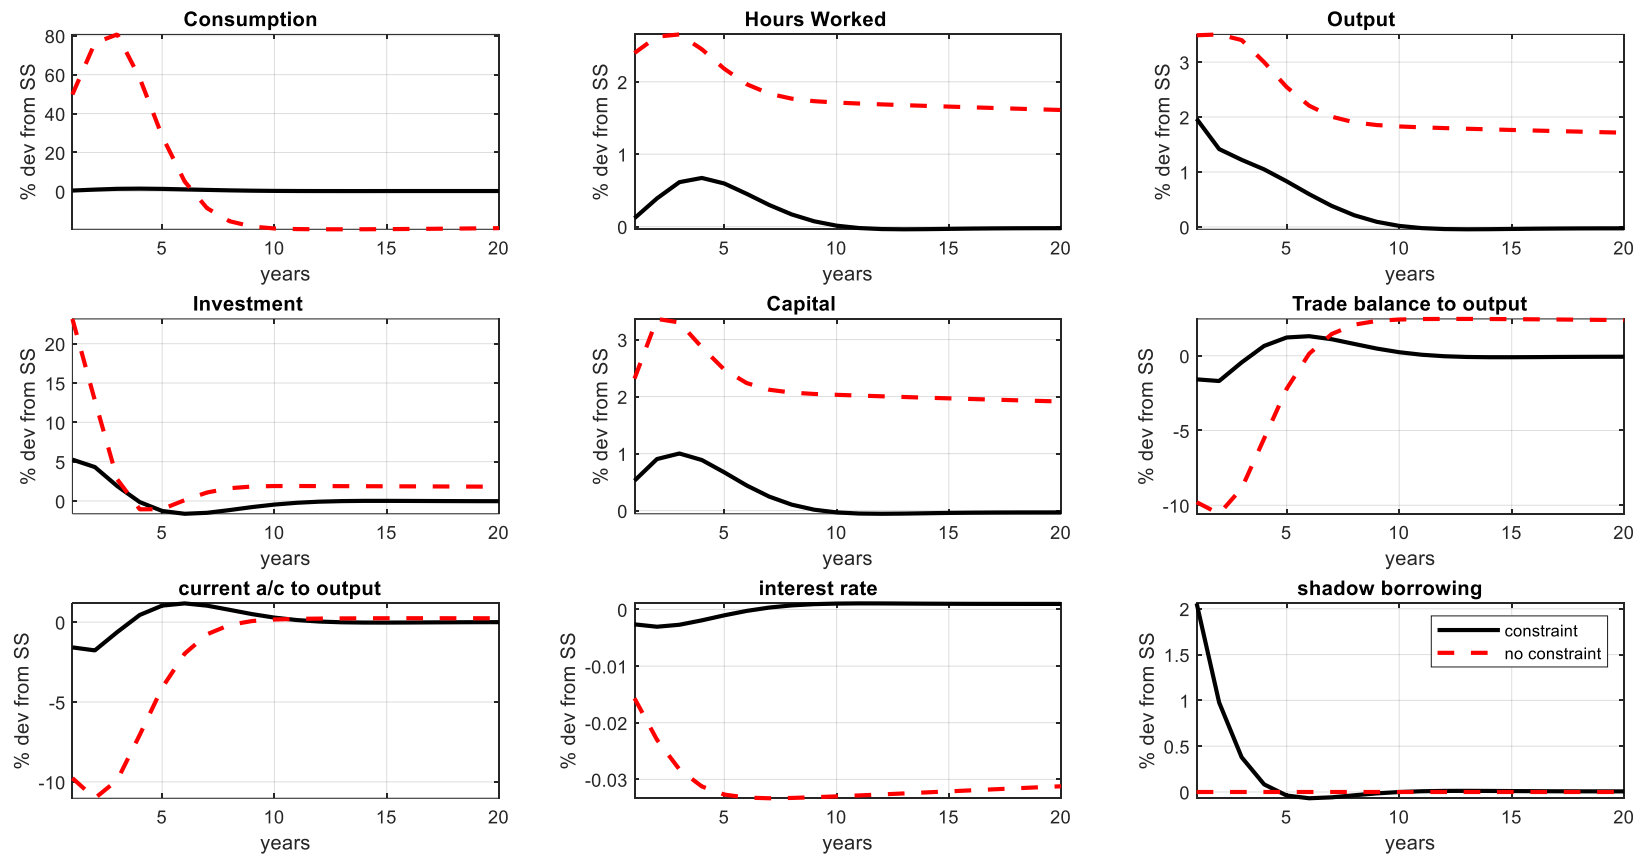 Consumption
Hours Worked
Output
% dev from SS
80
60
40
20
0
5
10
15
20
years
% dev from SS
2
1
0
5
10
15
20
years
% dev from SS
3
2
1
0
5
10
15
20
years
Investment
Capital
Trade balance to output
% dev from SS
20
15
10
5
0
5
10
15
20
years
% dev from SS
3
2
1
0
5
10
15
20
years
% dev from SS
0
-5
-10
5
10
15
20
years
current a/c to output
interest rate
shadow borrowing
% dev from SS
0
-5
-10
5
10
15
20
years
% dev from SS
0
-0.01
-0.02
-0.03
5
10
15
20
years
% dev from SS
2
1.5
1
0.5
0
constraint
no constraint
5
10
15
20
years